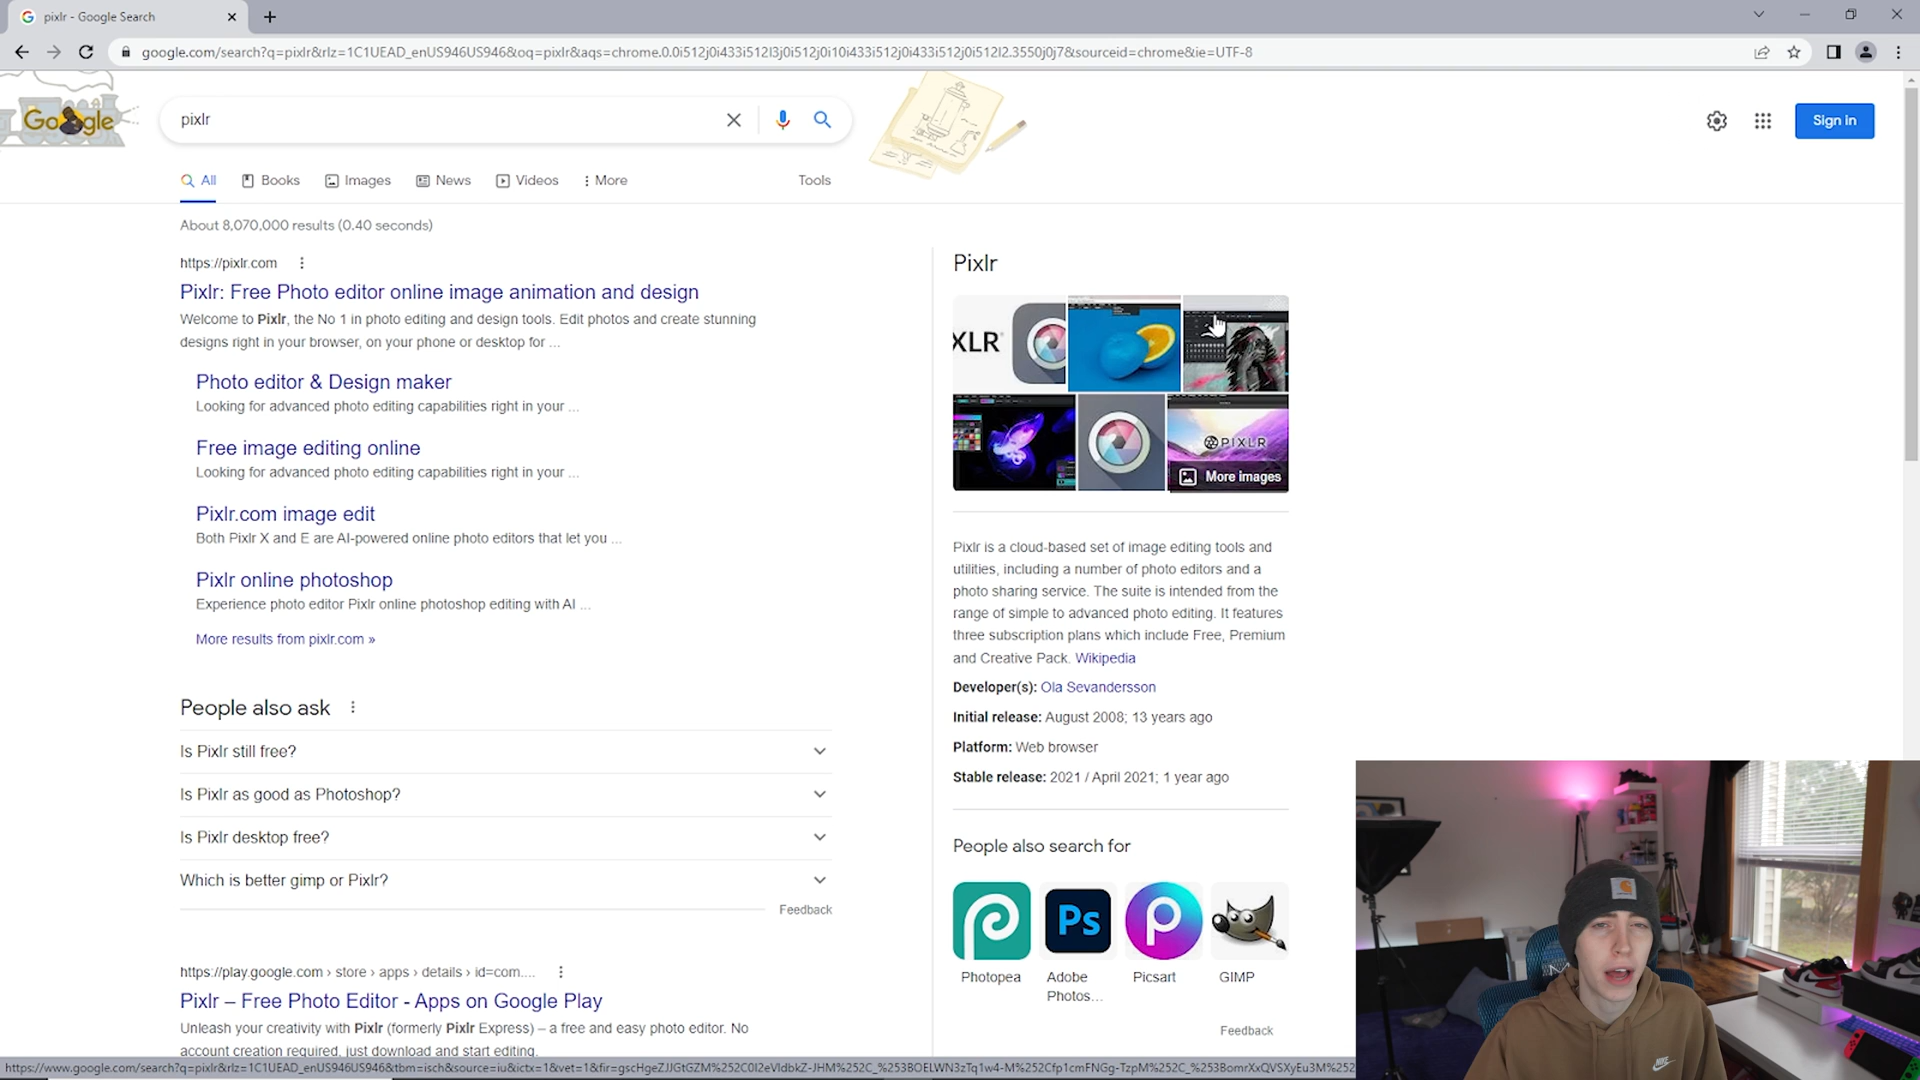 pixlr - Google Search
google.com/search?q=pixlr&rlz=1C1UEAD_enUS946US946&oq=pixlr&aqs=chrome.0.0i512j0i433i512l3j0i512j0i10i433i512j0i433i512j0i512l2.3550j0j7&sourceid=chrome&ie=UTF-8
Google
pixlr
Sign in
All
Books
Images
News
Videos
More
Tools
About 8,070,000 results (0.40 seconds)
https://pixlr.com
Pixlr: Free Photo editor online image animation and design
Welcome to Pixlr, the No 1 in photo editing and design tools. Edit photos and create stunning
designs right in your browser, on your phone or desktop for ...
Photo editor & Design maker
Looking for advanced photo editing capabilities right in your ...
Free image editing online
Looking for advanced photo editing capabilities right in your ...
Pixlr.com image edit
Both Pixlr X and E are AI-powered online photo editors that let you ...
Pixlr online photoshop
Experience photo editor Pixlr online photoshop editing with AI ...
More results from pixlr.com »
People also ask
Is Pixlr still free?
Is Pixlr as good as Photoshop?
Is Pixlr desktop free?
Which is better gimp or Pixlr?
Feedback
https://play.google.com › store › apps › details › id=com....
Pixlr – Free Photo Editor - Apps on Google Play
Unleash your creativity with Pixlr (formerly Pixlr Express) – a free and easy photo editor. No
account creation required, just download and start editing.
Pixlr
XLR
PIXLR
More images
Pixlr is a cloud-based set of image editing tools and
utilities, including a number of photo editors and a
photo sharing service. The suite is intended from the
range of simple to advanced photo editing. It features
three subscription plans which include Free, Premium
and Creative Pack. Wikipedia
Developer(s): Ola Sevandersson
Initial release: August 2008; 13 years ago
Platform: Web browser
Stable release: 2021 / April 2021; 1 year ago
People also search for
Ps
Photopea
Adobe
Photos...
Picsart
GIMP
Feedback